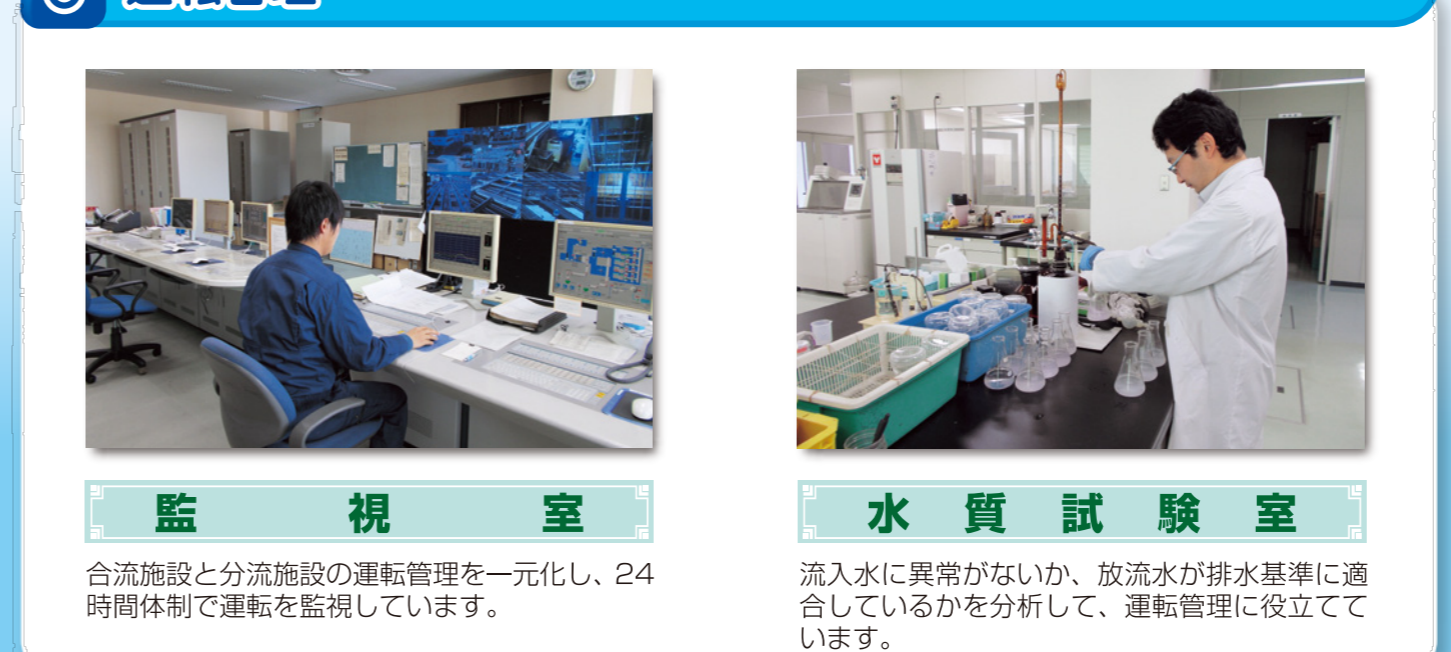 運転管理
監視室
合流施設と分流施設の運転管理を一元化し、24
時間体制で運転を監視しています。
水質試験室
流入水に異常がないか、放流水が排水基準に適
合しているかを分析して、運転管理に役立てて
います。